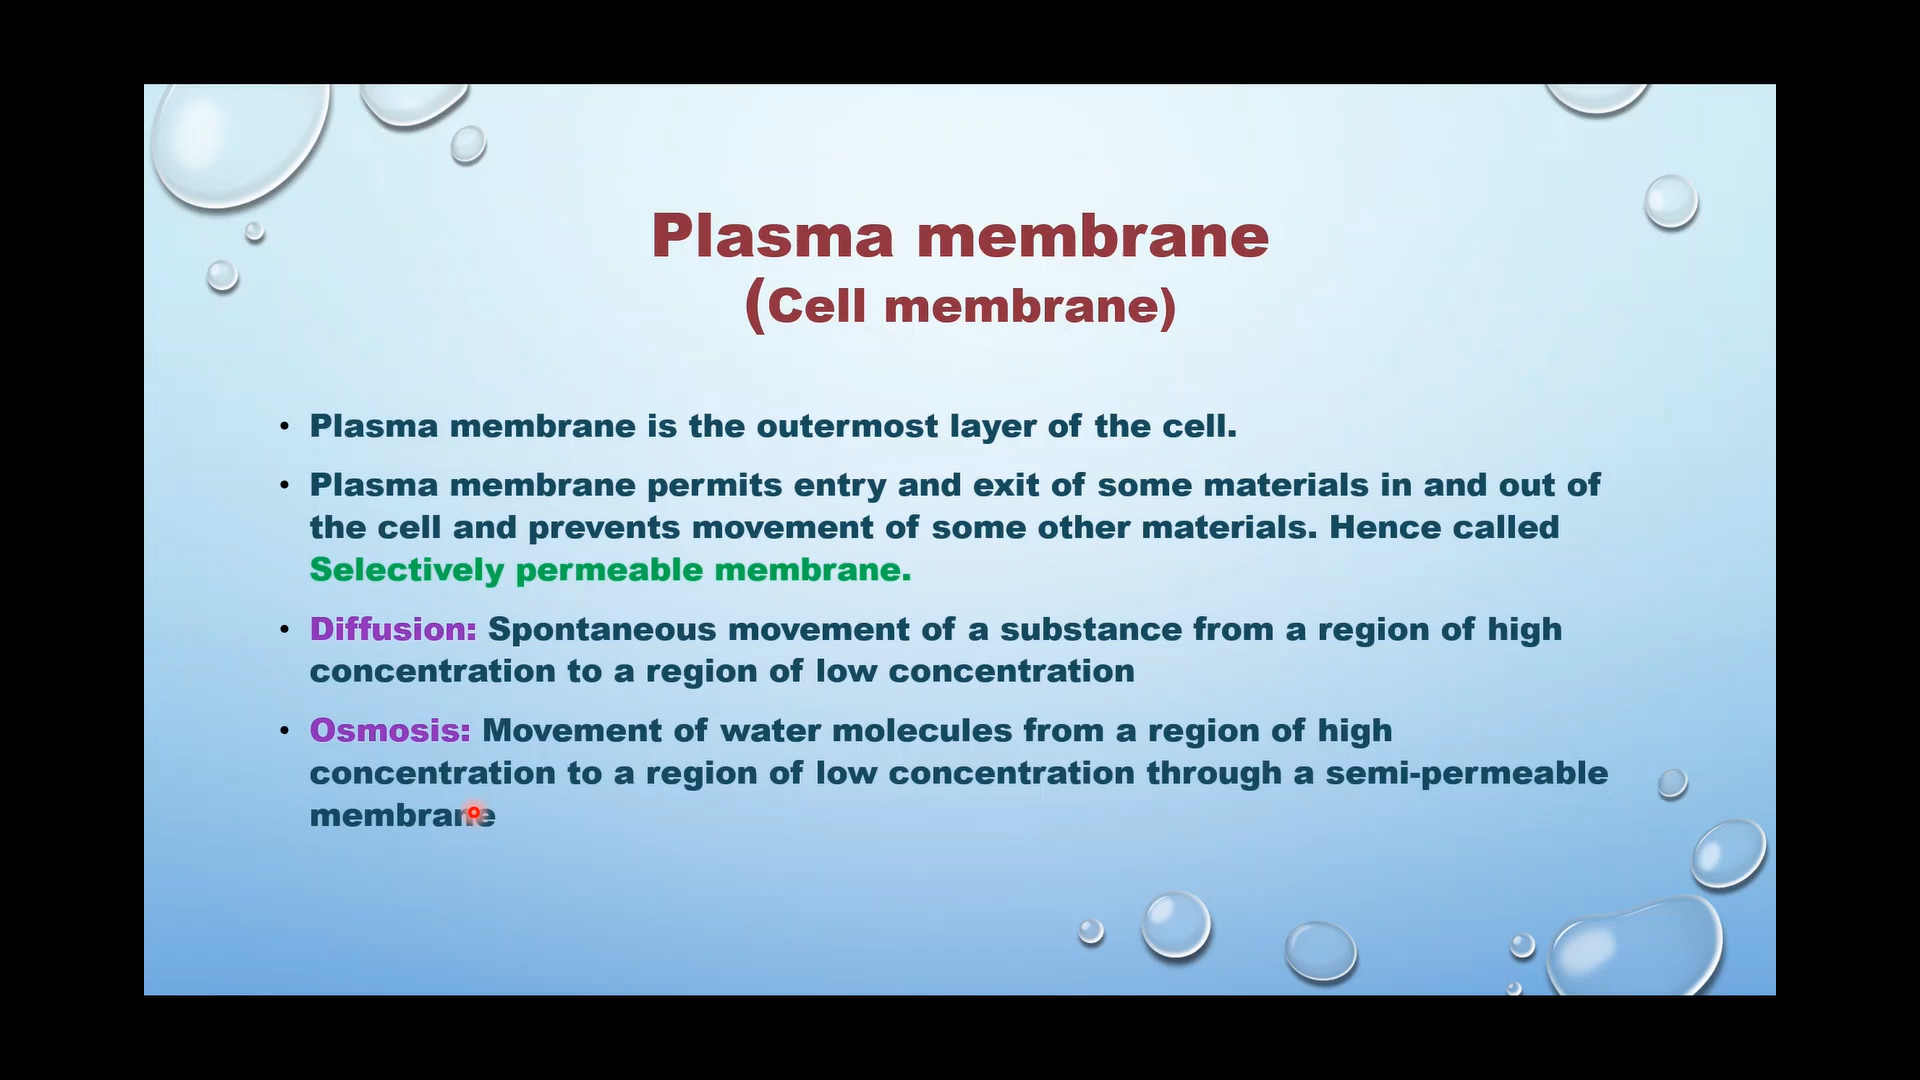 Plasma membrane
(Cell membrane)
• Plasma membrane is the outermost layer of the cell.
• Plasma membrane permits entry and exit of some materials in and out of
the cell and prevents movement of some other materials. Hence called
Selectively permeable membrane.
• Diffusion: Spontaneous movement of a substance from a region of high
concentration to a region of low concentration
• Osmosis: Movement of water molecules from a region of high
concentration to a region of low concentration through a semi-permeable
membrane